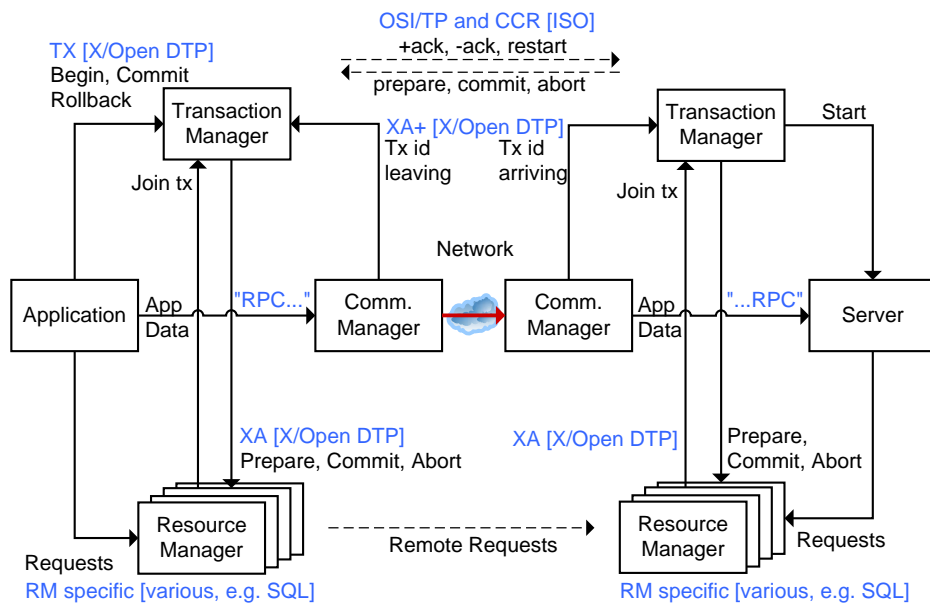 OSI/TP and CCR [ISO]
+ack, -ack, restart
prepare, commit, abort
TX [X/Open DTP]
Begin, Commit
Rollback
Transaction
Manager
XA+ [X/Open DTP]
Tx id
leaving
Tx id
arriving
Transaction
Manager
Start
Join tx
Join tx
Network
Application
App
Data
"RPC..."
Comm.
Manager
Comm.
Manager
App
Data
"...RPC"
Server
XA [X/Open DTP]
Prepare, Commit, Abort
XA [X/Open DTP]
Prepare,
Commit, Abort
Resource
Manager
Resource
Manager
Requests
Remote Requests
Requests
RM specific [various, e.g. SQL]
RM specific [various, e.g. SQL]